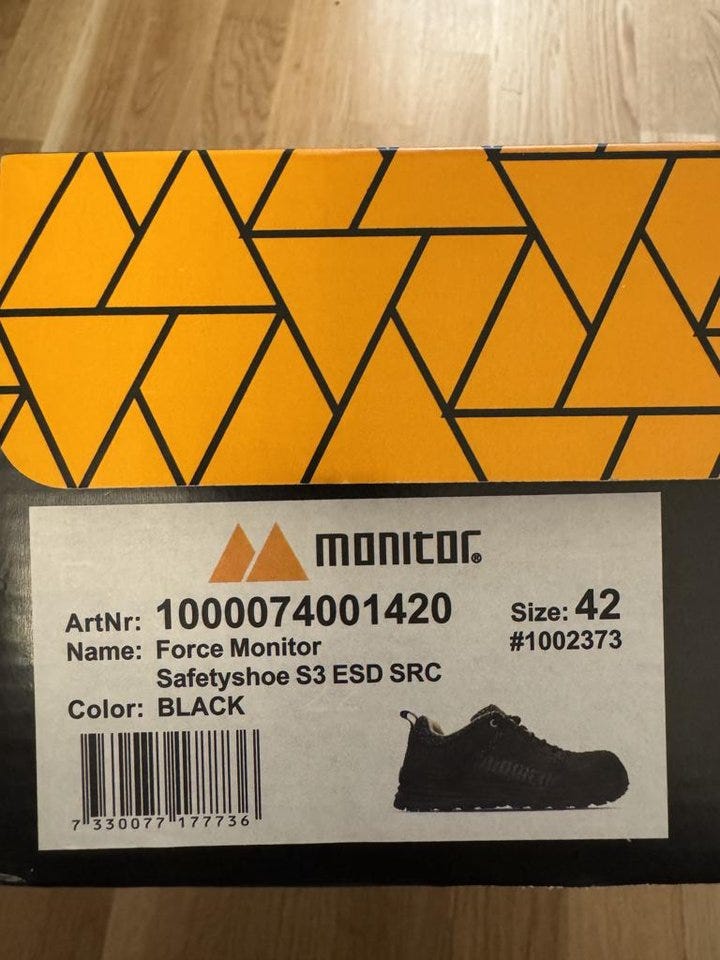 monitor®
ArtNr: 1000074001420
Size: 42
Name: Force Monitor
#1002373
Safetyshoe S3 ESD SRC
Color: BLACK
7 330077 177736